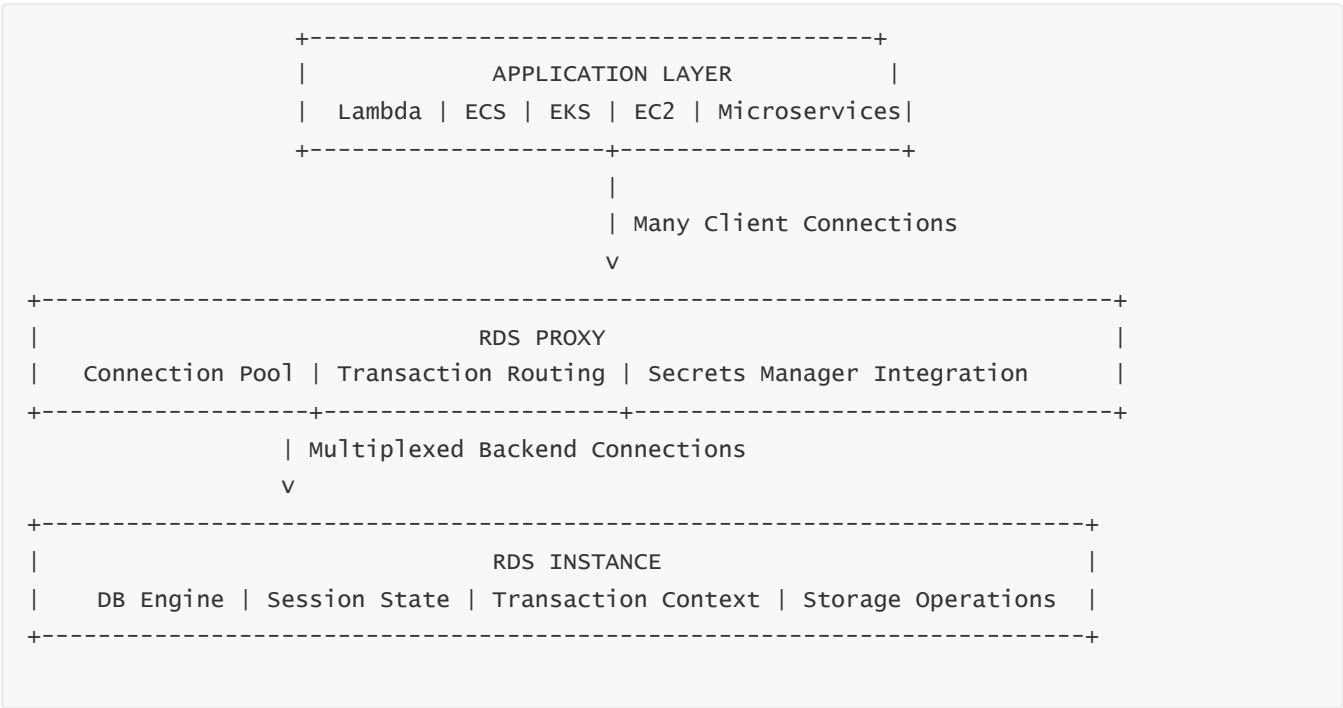 +----------------------------------------+
|             APPLICATION LAYER           |
|  Lambda | ECS | EKS | EC2 | Microservices|
+----------------------+--------------------+
|
| Many Client Connections
v
+----------------------------------------------------------------------------+
|                               RDS PROXY                                    |
|   Connection Pool | Transaction Routing | Secrets Manager Integration      |
+-------------------+---------------------+----------------------------------+
| Multiplexed Backend Connections
v
+--------------------------------------------------------------------------+
|                                RDS INSTANCE                              |
|    DB Engine | Session State | Transaction Context | Storage Operations  |
+--------------------------------------------------------------------------+